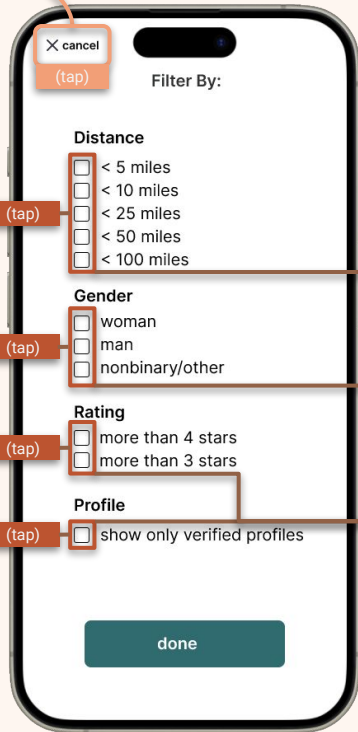 X cancel
(tap)
Filter By:
Distance
< 5 miles
< 10 miles
(tap)
< 25 miles
< 50 miles
< 100 miles
Gender
woman
(tap)
man
nonbinary/other
Rating
more than 4 stars
(tap)
more than 3 stars
Profile
(tap)
show only verified profiles
done